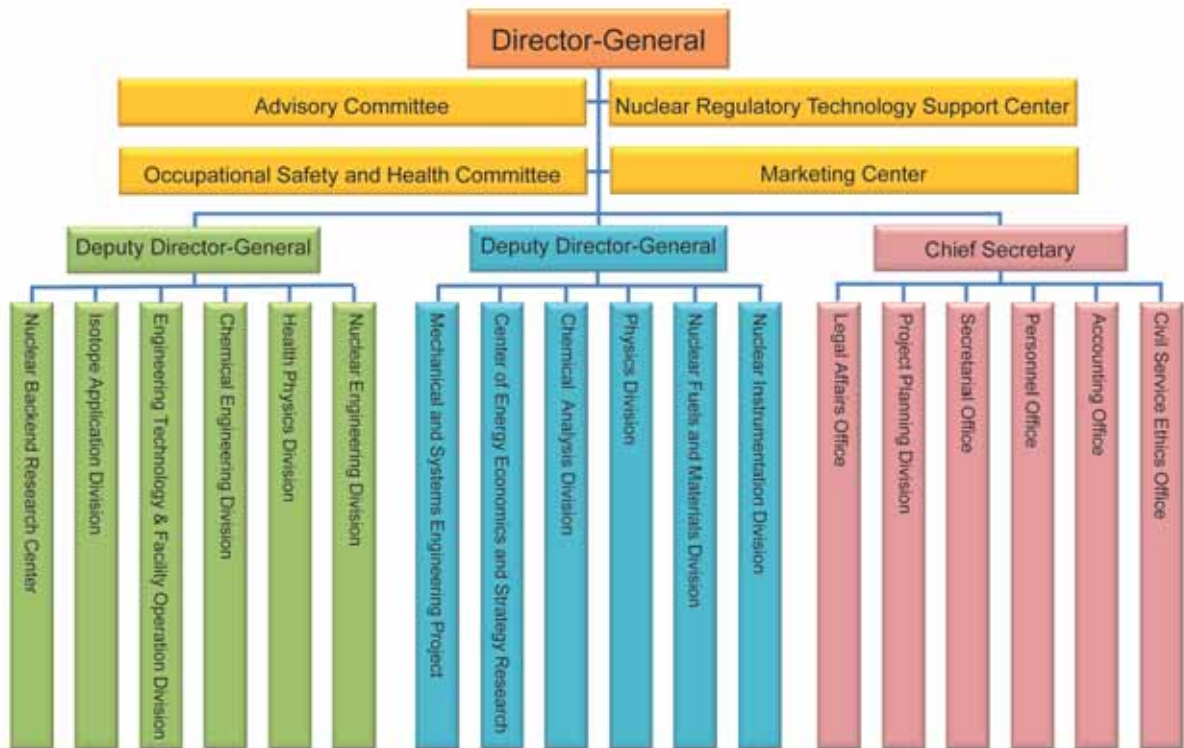 Director-General
Advisory Committee
Nuclear Regulatory Technology Support Center
Occupational Safety and Health Committee
Marketing Center
Deputy Director-General
Deputy Director-General
Chief Secretary
Nuclear Backend Research Center
Isotope Application Division
Engineering Technology & Facility Operation Division
Chemical Engineering Division
Health Physics Division
Nuclear Engineering Division
Mechanical and Systems Engineering Project
Center of Energy Economics and Strategy Research
Chemical Analysis Division
Physics Division
Nuclear Fuels and Materials Division
Nuclear Instrumentation Division
Legal Affairs Office
Project Planning Division
Secretarial Office
Personnel Office
Accounting Office
Civil Service Ethics Office